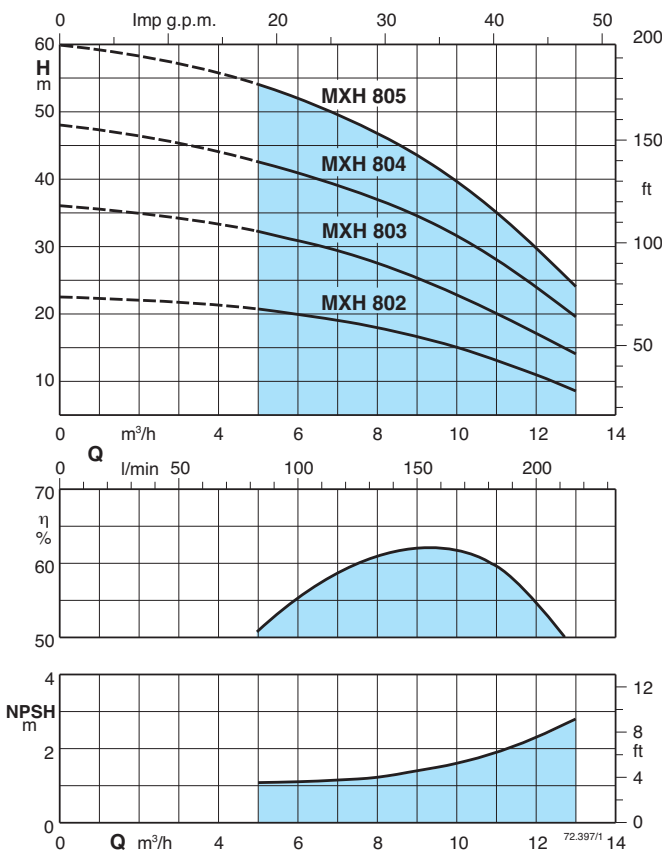 0 Imp g.p.m. 20 30 40 50
60 200
H
m
MXH 805
50
150
MXH 804
40
ft
MXH 803
30 100
MXH 802
20
50
10
0 m³/h 4 6 8 10 12 14
Q
0 l/min 50 100 150 200
70
η
%
60
50
4
12
NPSH
m
8
ft
2
4
0 0
0 Q m³/h 4 6 8 10 12 14
72.397/1